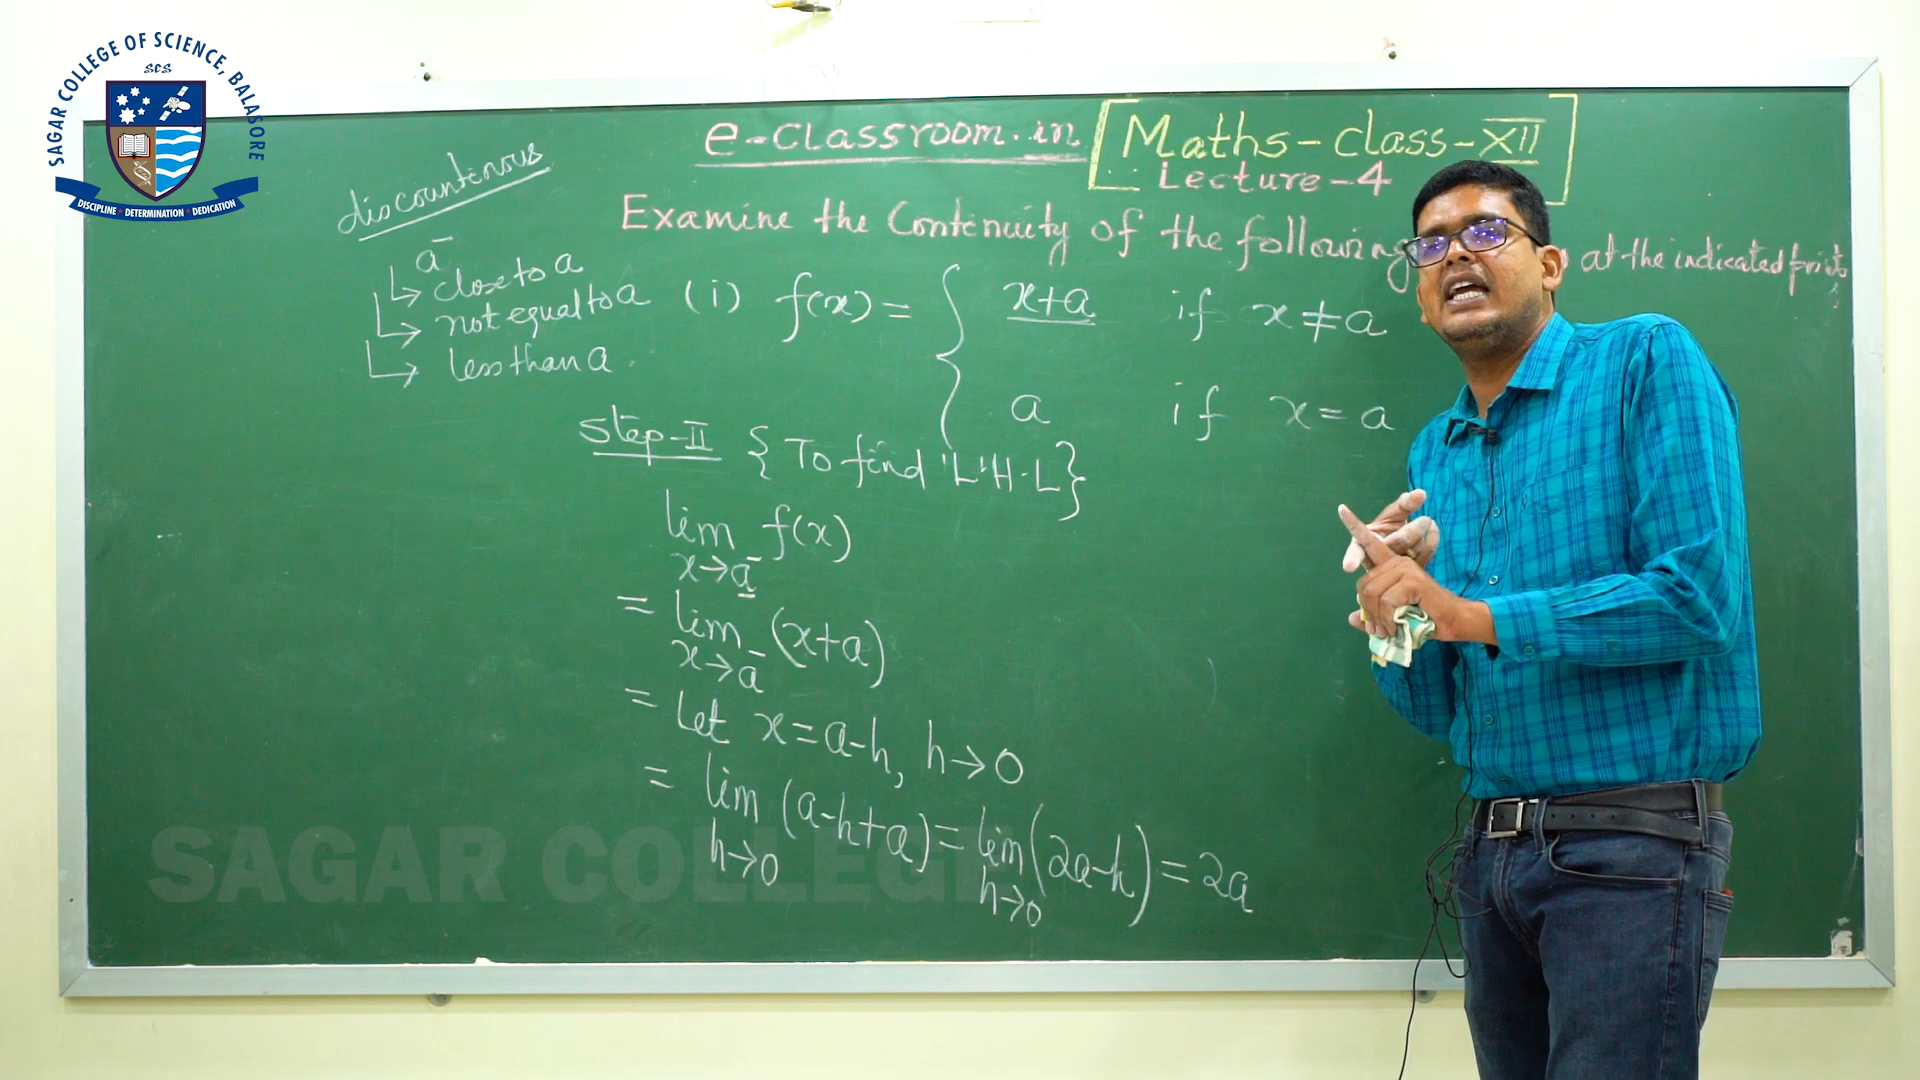 SAGAR COLLEGE OF SCIENCE, BALASORE
SCS
DISCIPLINE • DETERMINATION • DEDICATION
e-classroom.in
Maths-class-XII
Lecture-4
discountinous
Examine the Continuity of the following at the indicated points
a⁻
close to a
not equal to a
less than a.
(i) f(x) = { x+a if x ≠ a
a if x = a
Step-II { To find 'L'H.L }
lim x→a⁻ f(x)
= lim x→a⁻ (x+a)
= Let x = a-h, h→0
= lim h→0 (a-h+a) = lim h→0 (2a-h) = 2a
SAGAR COLLEGE